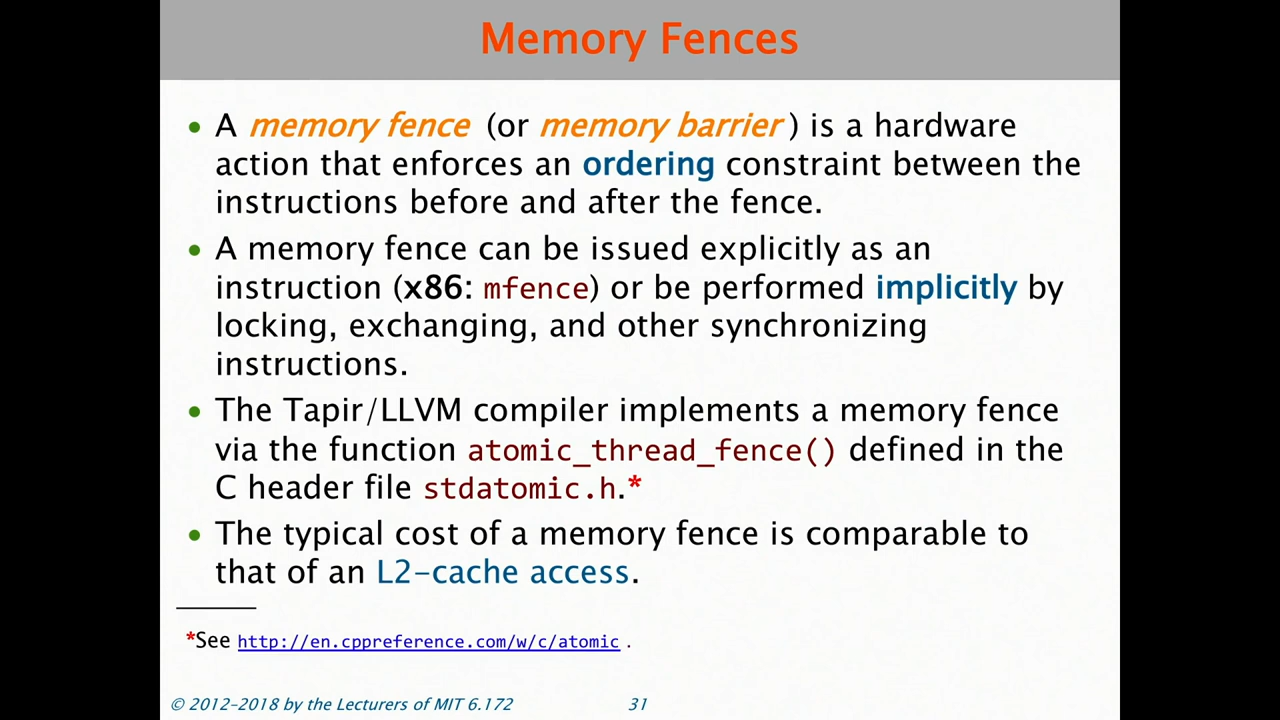 Memory Fences
• A memory fence (or memory barrier) is a hardware
action that enforces an ordering constraint between the
instructions before and after the fence.
• A memory fence can be issued explicitly as an
instruction (x86: mfence) or be performed implicitly by
locking, exchanging, and other synchronizing
instructions.
• The Tapir/LLVM compiler implements a memory fence
via the function atomic_thread_fence() defined in the
C header file stdatomic.h.*
• The typical cost of a memory fence is comparable to
that of an L2-cache access.
*See http://en.cppreference.com/w/c/atomic .
© 2012-2018 by the Lecturers of MIT 6.172 31